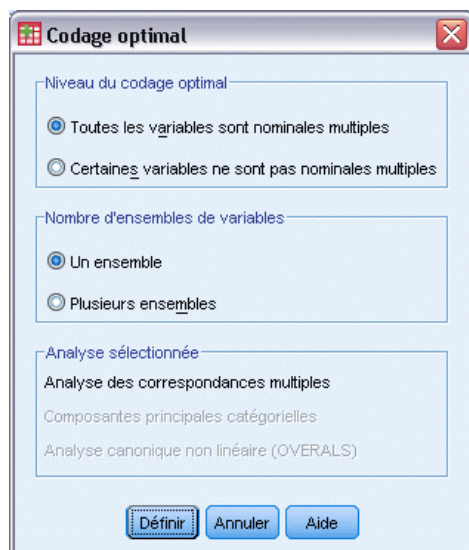 Codage optimal
Niveau du codage optimal
Toutes les variables sont nominales multiples
Certaines variables ne sont pas nominales multiples
Nombre d'ensembles de variables
Un ensemble
Plusieurs ensembles
Analyse sélectionnée
Analyse des correspondances multiples
Composantes principales catégorielles
Analyse canonique non linéaire (OVERALS)
Définir Annuler Aide